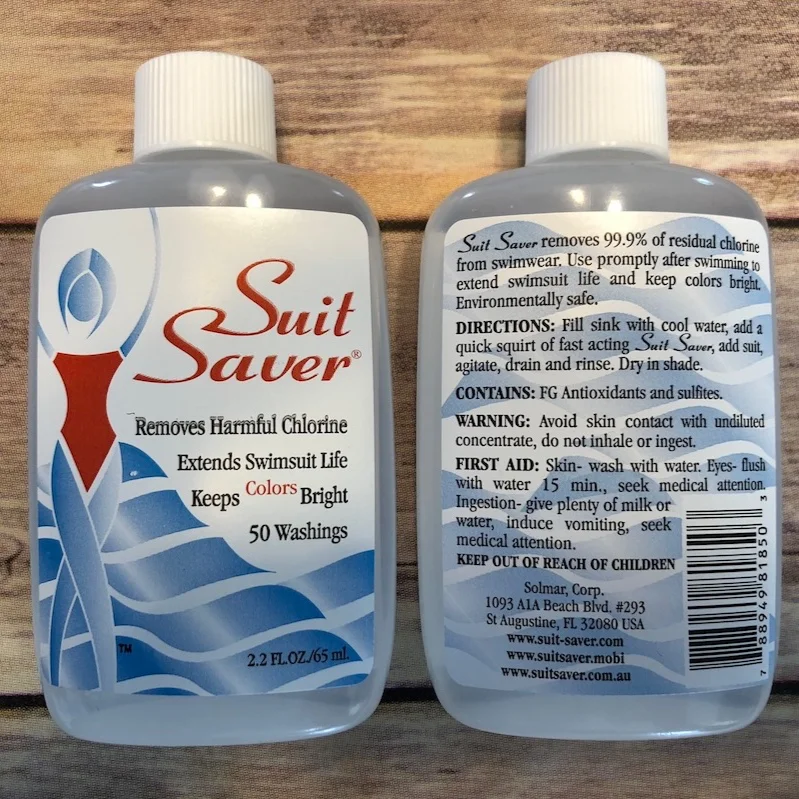 Suit
Saver®
Removes Harmful Chlorine
Extends Swimsuit Life
Keeps Colors Bright
50 Washings
TM
2.2 FL.OZ./65 ml.
Suit Saver removes 99.9% of residual chlorine
from swimwear. Use promptly after swimming to
extend swimsuit life and keep colors bright.
Environmentally safe.
DIRECTIONS: Fill sink with cool water, add a
quick squirt of fast acting Suit Saver, add suit,
agitate, drain and rinse. Dry in shade.
CONTAINS: FG Antioxidants and sulfites.
WARNING: Avoid skin contact with undiluted
concentrate, do not inhale or ingest.
FIRST AID: Skin- wash with water. Eyes- flush
with water 15 min., seek medical attention.
Ingestion- give plenty of milk or
water, induce vomiting, seek
medical attention.
KEEP OUT OF REACH OF CHILDREN
Solmar, Corp.
1093 A1A Beach Blvd. #293
St Augustine, FL 32080 USA
www.suit-saver.com
www.suitsaver.mobi
www.suitsaver.com.au
7 88949 81850 3